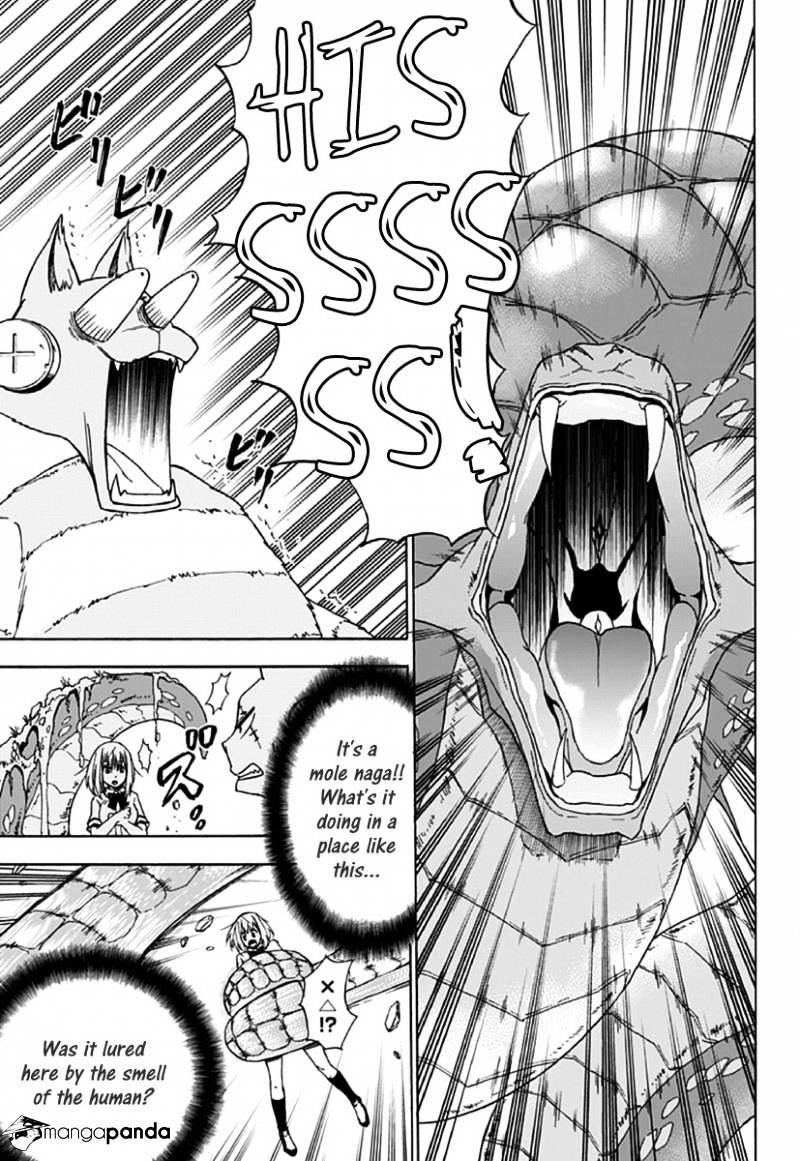 HIS
SSSS
SS!
ビリ
ビリ
ビリ
It's a
mole naga!!
What's it
doing in a
place like
this...
ズズ
×
△
!?
Was it lured
here by the smell
of the human?
mangapanda